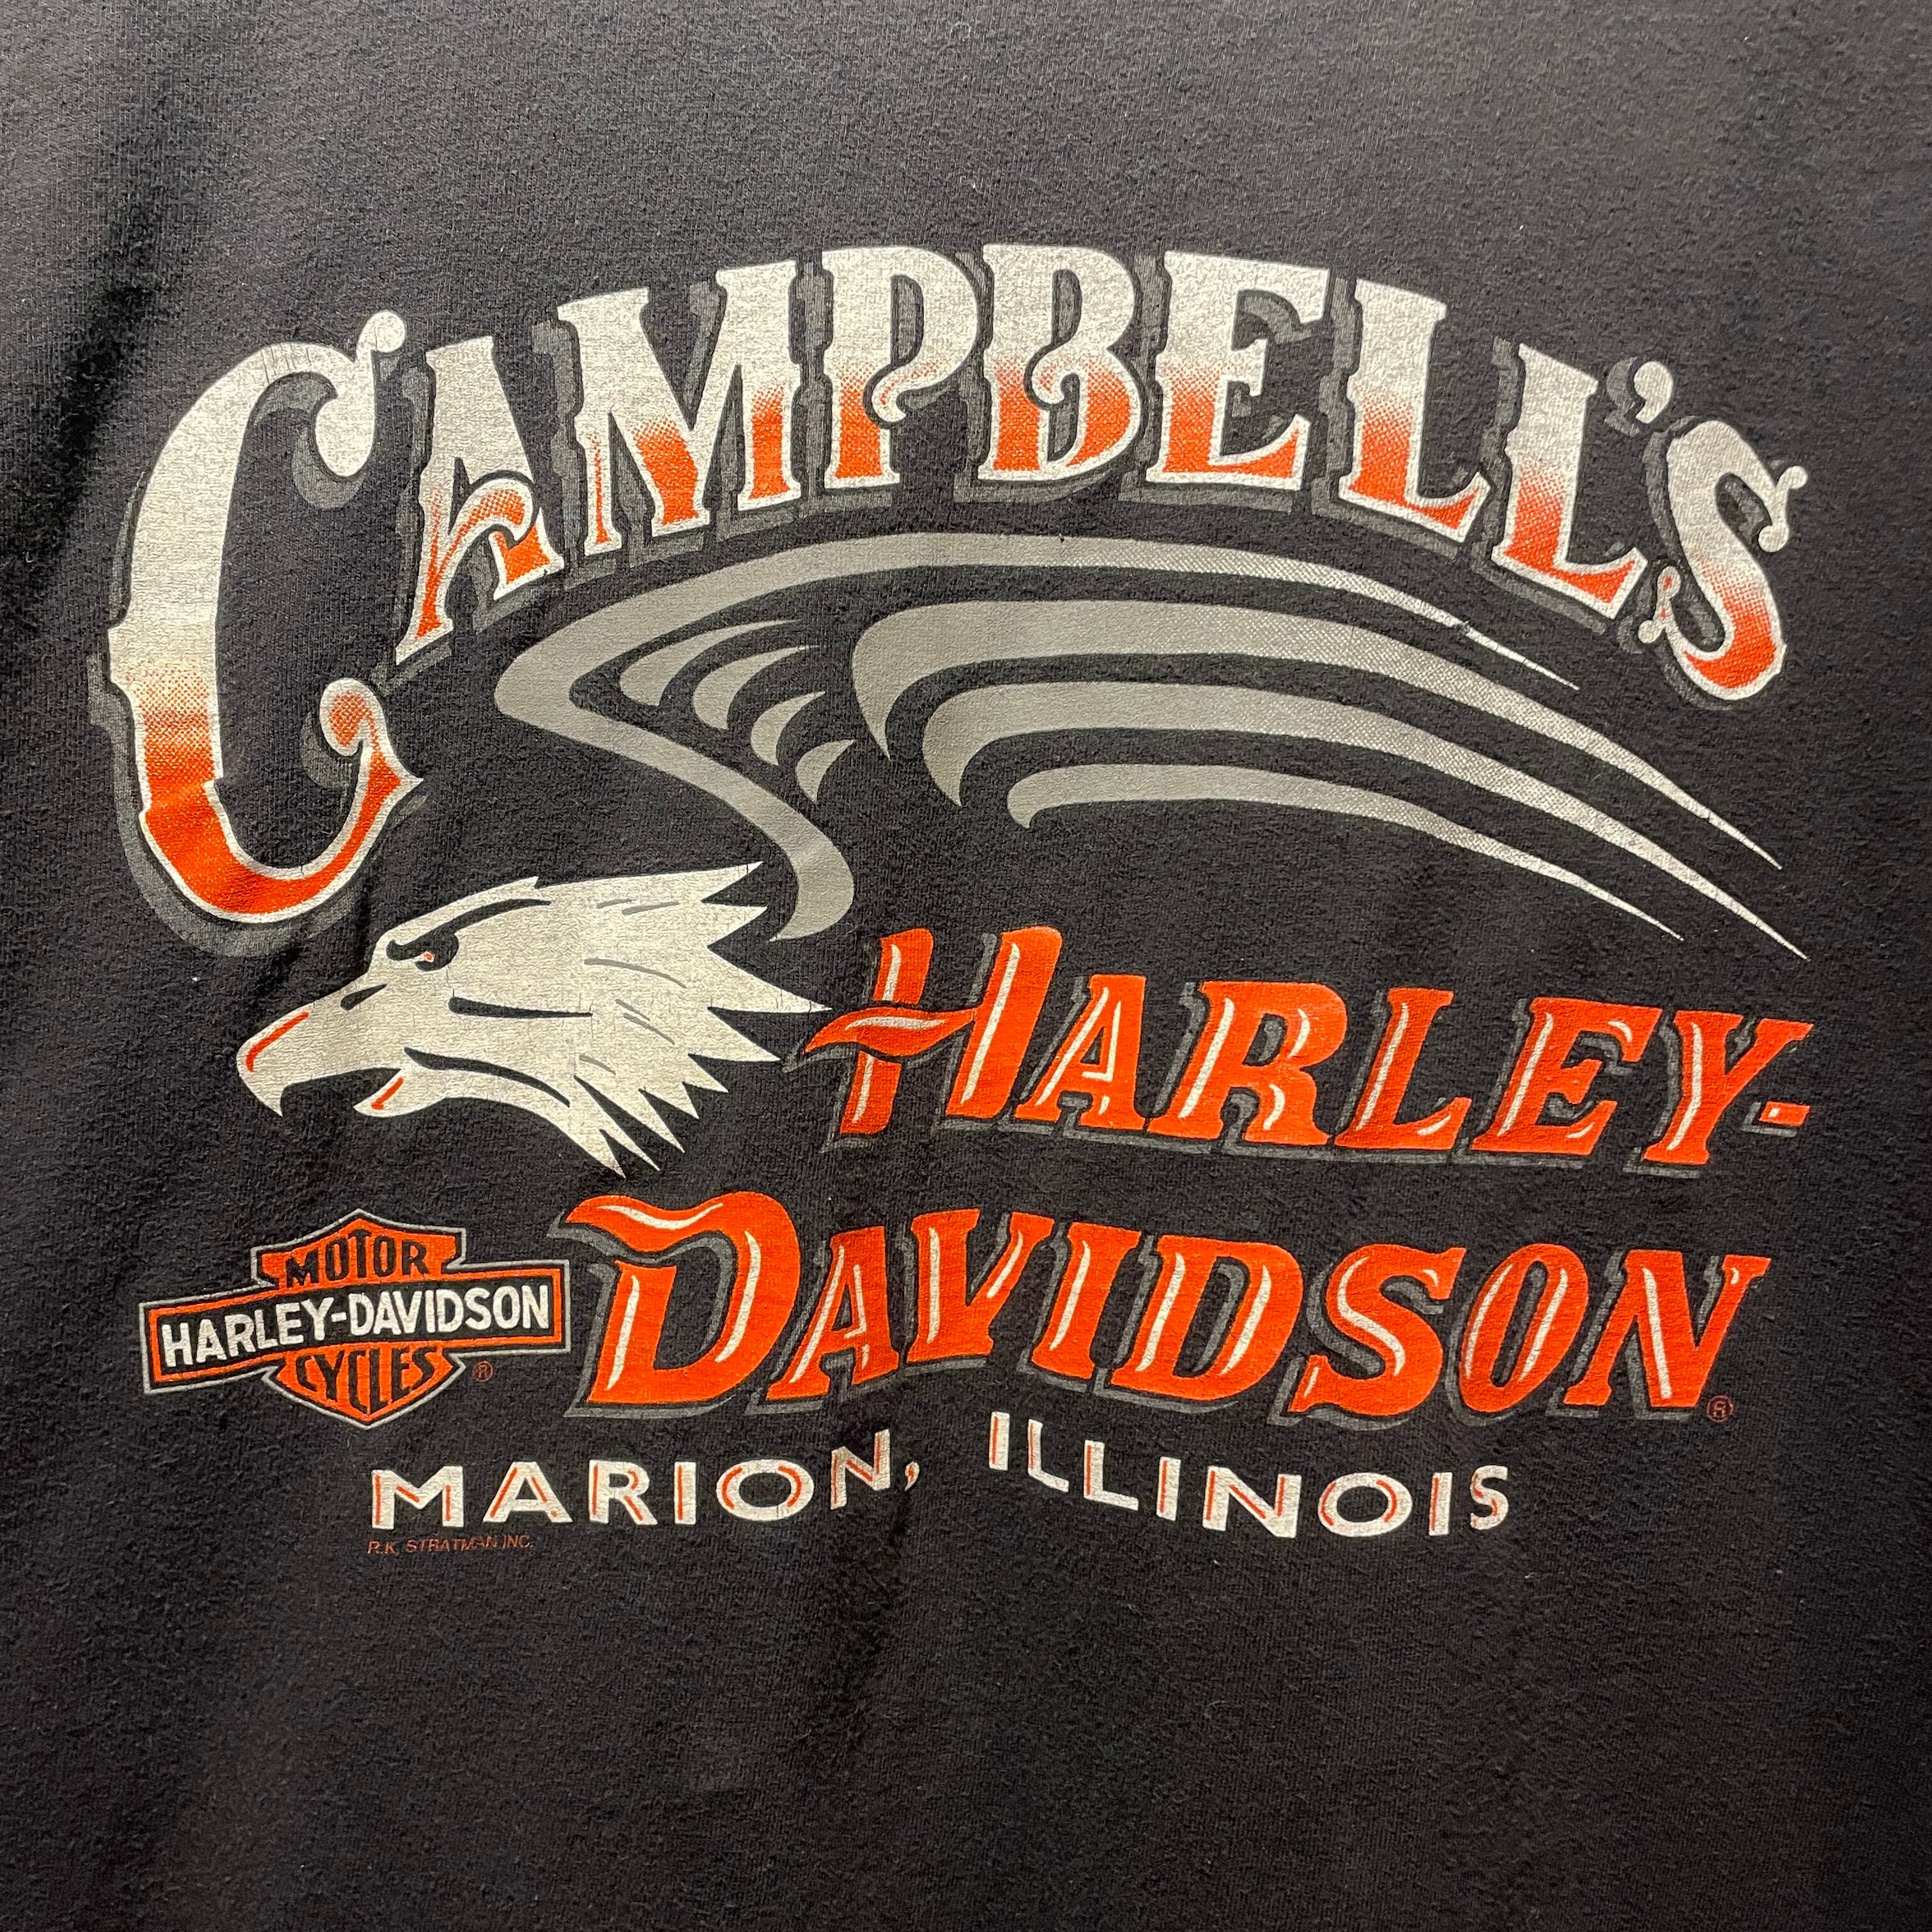 CAMPBELL'S
HARLEY-
DAVIDSON®
MOTOR
HARLEY-DAVIDSON
CYCLES®
MARION, ILLINOIS
R.K. STRATMAN INC.